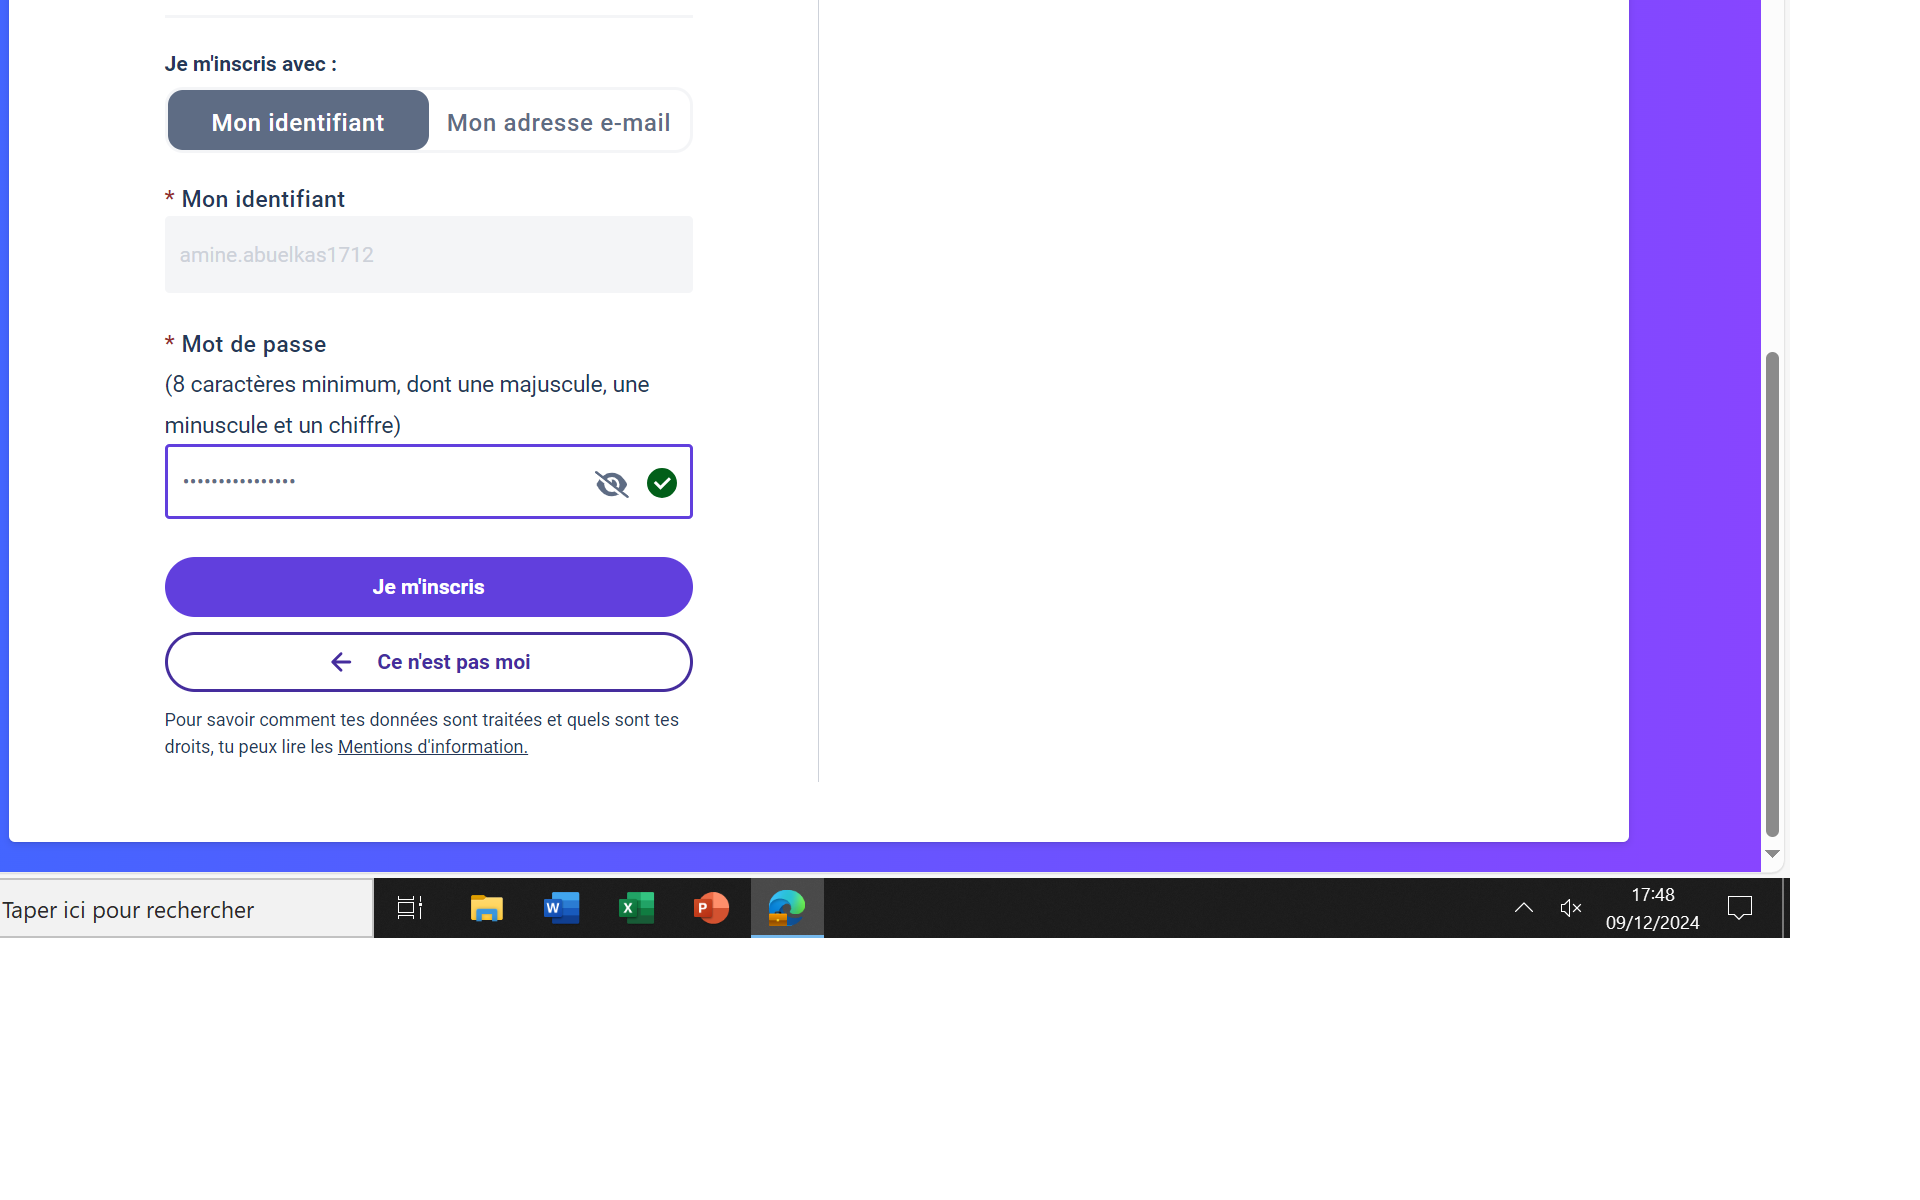 Je m'inscris avec :
Mon identifiant
Mon adresse e-mail
* Mon identifiant
amine.abuelkas1712
* Mot de passe
(8 caractères minimum, dont une majuscule, une
minuscule et un chiffre)
••••••••••••••••
Je m'inscris
Ce n'est pas moi
Pour savoir comment tes données sont traitées et quels sont tes
droits, tu peux lire les Mentions d'information.
Taper ici pour rechercher
17:48
09/12/2024